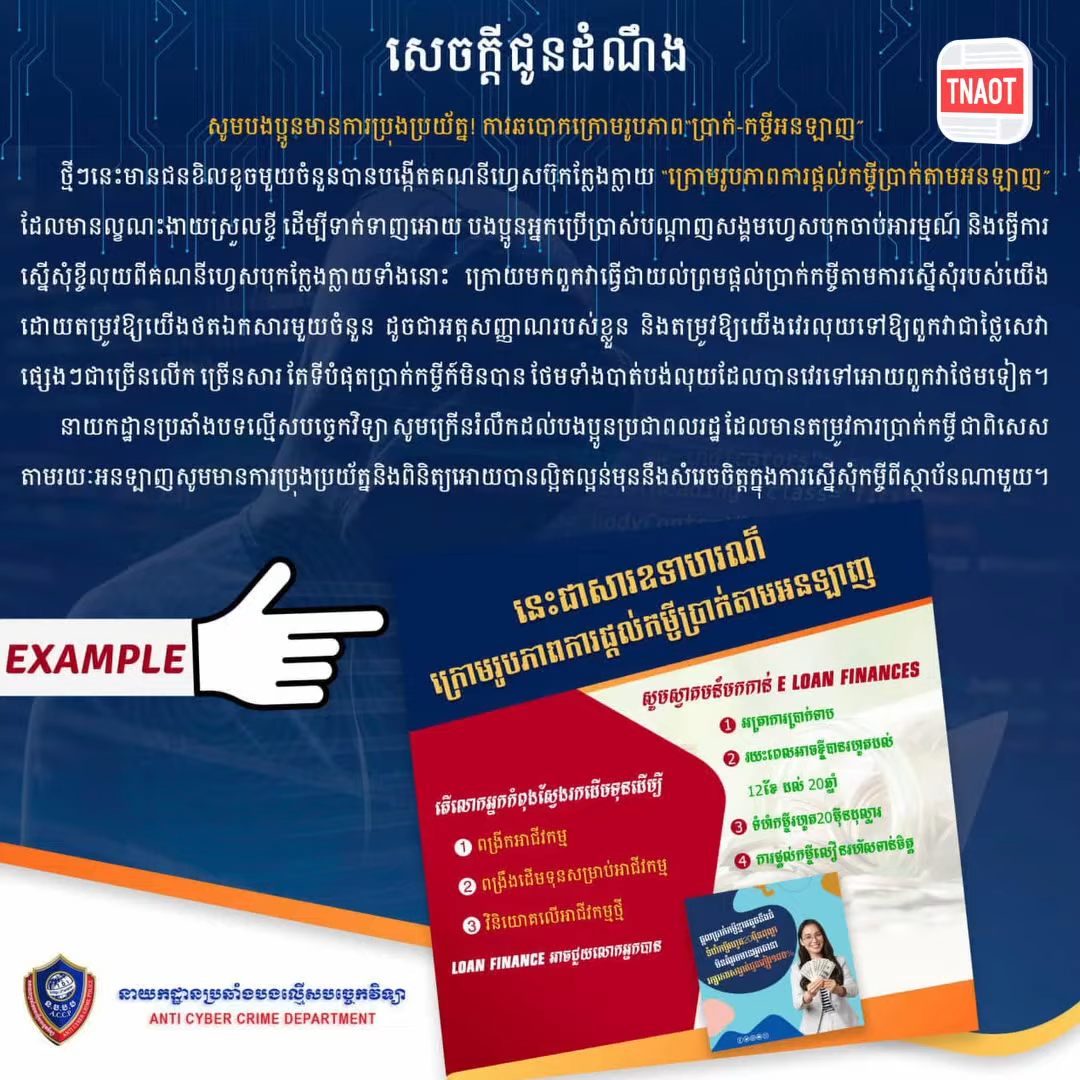 សេចក្តីជូនដំណឹង
TNAOT
សូមបងប្អូនមានការប្រុងប្រយ័ត្ន! ការឆបោកក្រោមរូបភាព“ប្រាក់-កម្ចីអនឡាញ”
ថ្មីៗនេះមានជនខិលខូចមួយចំនួនបានបង្កើតគណនីហ្វេសប៊ុកក្លែងក្លាយ “ក្រោមរូបភាពការផ្តល់កម្ចីប្រាក់តាមអនឡាញ”
ដែលមានល្ខណះងាយស្រួលខ្ចី ដើម្បីទាក់ទាញអោយ បងប្អូនអ្នកប្រើប្រាស់បណ្តាញសង្គមហ្វេសបុកចាប់អារម្មណ៍ និងធ្វើការ
ស្នើសុំខ្ចីលុយពីគណនីហ្វេសបុកក្លែងក្លាយទាំងនោះ ក្រោយមកពួកវាធ្វើជាយល់ព្រមផ្តល់ប្រាក់កម្ចីតាមការស្នើសុំរបស់យើង
ដោយតម្រូវឱ្យយើងថតឯកសារមួយចំនួន ដូចជាអត្តសញ្ញាណរបស់ខ្លួន និងតម្រូវឱ្យយើងវេរលុយទៅឱ្យពួកវាជាថ្លៃសេវា
ផ្សេងៗជាច្រើនលើក ច្រើនសារ តែទីបំផុតប្រាក់កម្ចីក៍មិនបាន ថែមទាំងបាត់បង់លុយដែលបានវេរទៅអោយពួកវាថែមទៀត។
នាយកដ្ឋានប្រឆាំងបទល្មើសបច្ចេកវិទ្យា សូមក្រើនរំលឹកដល់បងប្អូនប្រជាពលរដ្ឋ ដែលមានតម្រូវការប្រាក់កម្ចី ជាពិសេស
តាមរយៈអនឡាញសូមមានការប្រុងប្រយ័ត្ននិងពិនិត្យអោយបានល្អិតល្អន់មុននឹងសំរេចចិត្តក្នុងការស្នើសុំកម្ចីពីស្ថាប័នណាមួយ។
EXAMPLE
នេះជាសារឧទាហរណ៏
ក្រោមរូបភាពការផ្តល់កម្ចីប្រាក់តាមអនឡាញ
សូមស្វាគមន៍មកកាន់ E LOAN FINANCES
1 អត្រាការប្រាក់ទាប
2 រយះពេលអាចខ្ចីបានរហូតដល់
12ខែ ដល់ 20ឆ្នាំ
3 ទំហំកម្ចីរហូត20ម៉ឺនដុល្លារ
4 ការផ្តល់កម្ចីលឿនរហ័សទាន់ចិត្ត
តើលោកអ្នកកំពុងស្វែងរកដើមទុនដើម្បី
1 ពង្រីកអាជីវកម្ម
2 ពង្រឹងដើមទុនសម្រាប់អាជីវកម្ម
3 វិនិយោគលើអាជីវកម្មថ្មី
LOAN FINANCE អាចជួយលោកអ្នកបាន
នាយកដ្ឋានប្រឆាំងបទល្មើសបច្ចេកវិទ្យា
ANTI CYBER CRIME DEPARTMENT